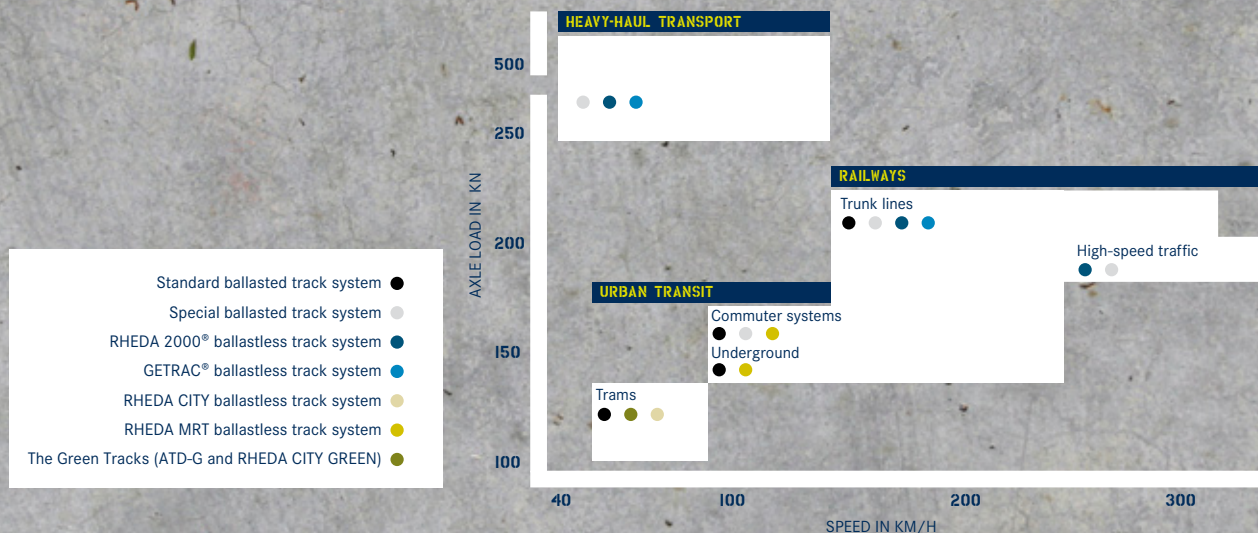 HEAVY-HAUL TRANSPORT
500
250
RAILWAYS
Trunk lines
AXLE LOAD IN KN
200
High-speed traffic
Standard ballasted track system
URBAN TRANSIT
Special ballasted track system
Commuter systems
RHEDA 2000® ballastless track system
150
Underground
GETRAC® ballastless track system
Trams
RHEDA CITY ballastless track system
RHEDA MRT ballastless track system
The Green Tracks (ATD-G and RHEDA CITY GREEN)
100
40
100
200
300
SPEED IN KM/H